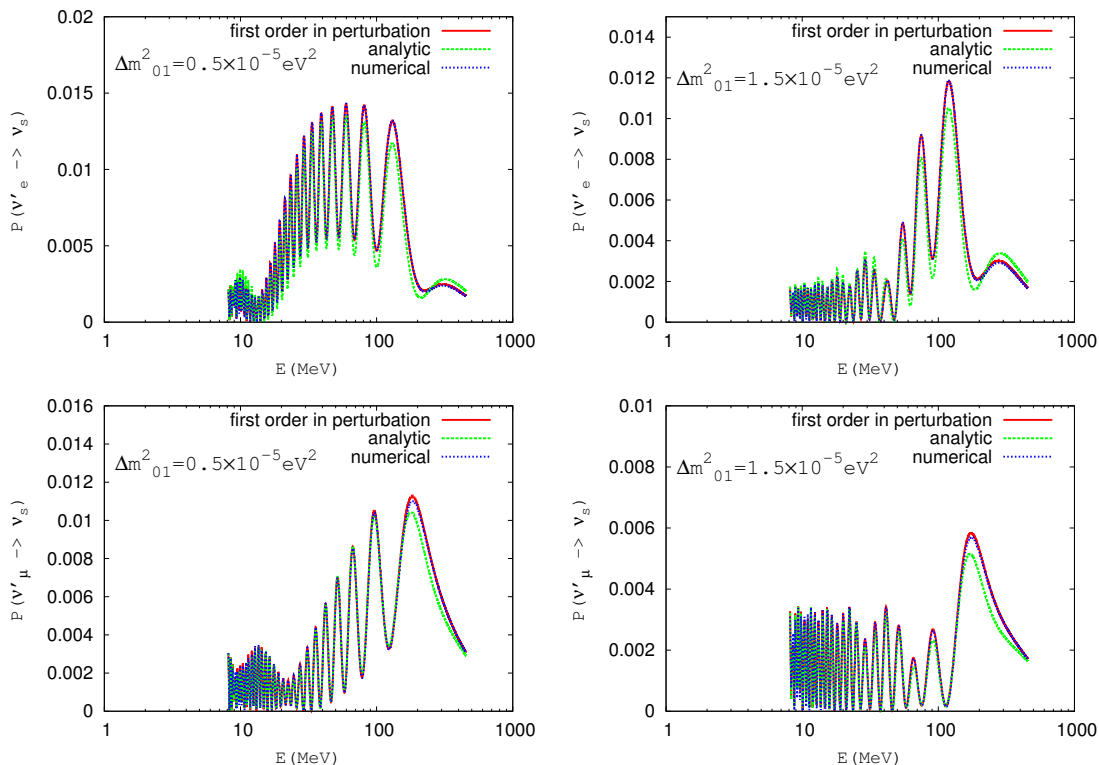 P(ν'e -> νs)
0.02
0.015
0.01
0.005
0
first order in perturbation
analytic
numerical
Δm²₀₁=0.5×10⁻⁵eV²
1 10 100 1000
E(MeV)
P(ν'e -> νs)
0.014
0.012
0.01
0.008
0.006
0.004
0.002
0
first order in perturbation
analytic
numerical
Δm²₀₁=1.5×10⁻⁵eV²
1 10 100 1000
E(MeV)
P(ν'μ -> νs)
0.016
0.014
0.012
0.01
0.008
0.006
0.004
0.002
0
first order in perturbation
analytic
numerical
Δm²₀₁=0.5×10⁻⁵eV²
1 10 100 1000
E(MeV)
P(ν'μ -> νs)
0.01
0.008
0.006
0.004
0.002
0
first order in perturbation
analytic
numerical
Δm²₀₁=1.5×10⁻⁵eV²
1 10 100 1000
E(MeV)